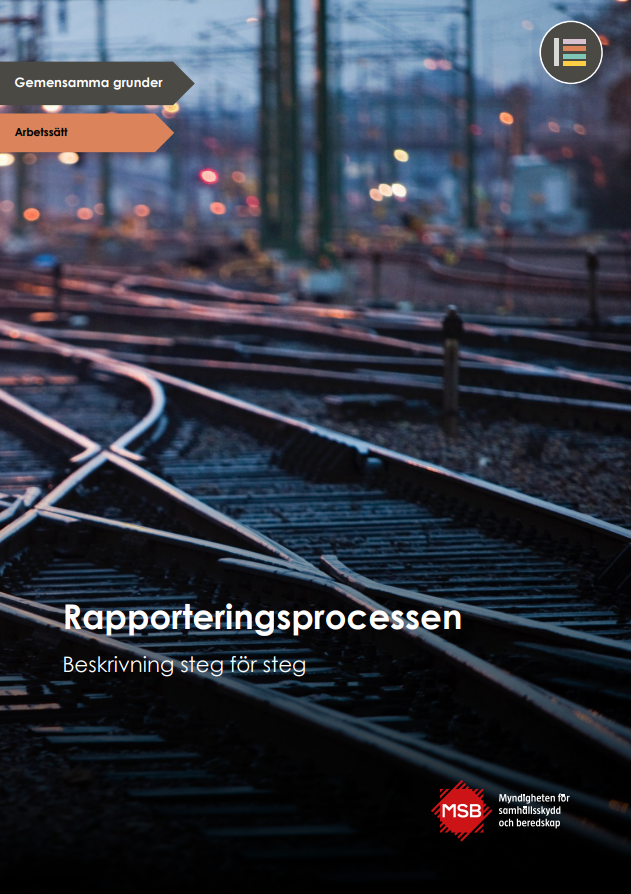 Gemensamma grunder
Arbetssätt
Rapporteringsprocessen
Beskrivning steg för steg
MSB
Myndigheten för
samhällsskydd
och beredskap